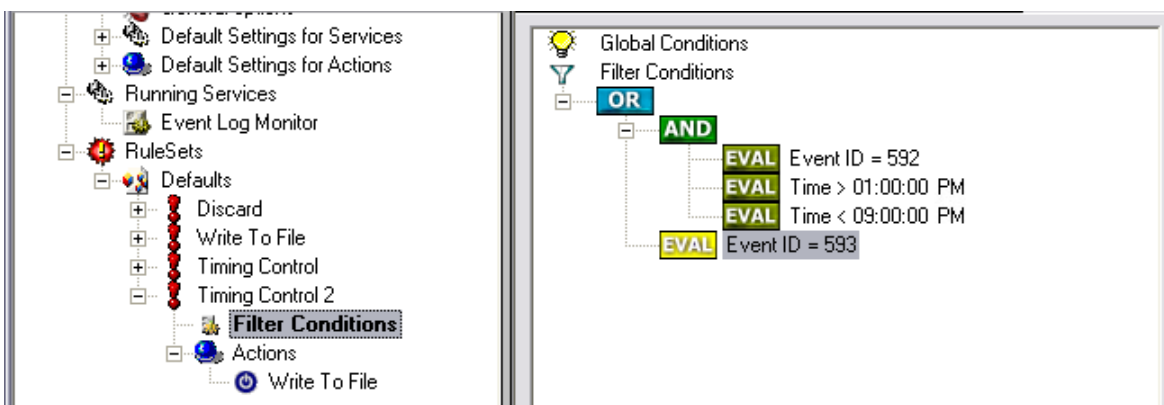 General Options
Default Settings for Services
Default Settings for Actions
Running Services
Event Log Monitor
RuleSets
Defaults
Discard
Write To File
Timing Control
Timing Control 2
Filter Conditions
Actions
Write To File
Global Conditions
Filter Conditions
OR
AND
EVAL Event ID = 592
EVAL Time > 01:00:00 PM
EVAL Time < 09:00:00 PM
EVAL Event ID = 593